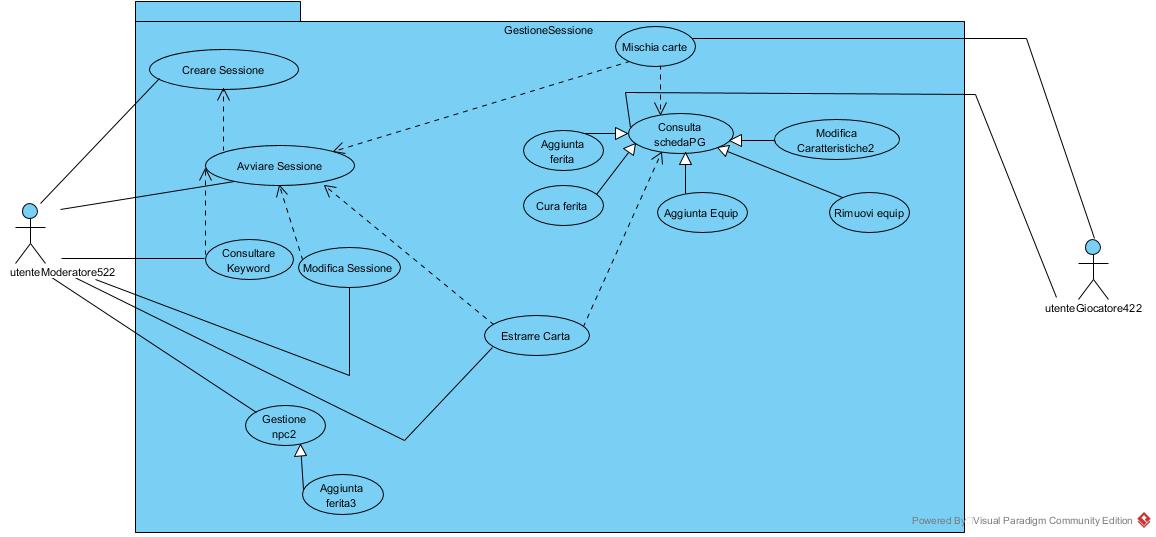 GestioneSessione
Mischia carte
Creare Sessione
Consulta
schedaPG
Modifica
Caratteristiche2
Aggiunta
ferita
Avviare Sessione
Cura ferita
Aggiunta Equip
Rimuovi equip
Consultare
Keyword
Modifica Sessione
utenteModeratore522
utenteGiocatore422
Estrarre Carta
Gestione
npc2
Aggiunta
ferita3
Powered By Visual Paradigm Community Edition